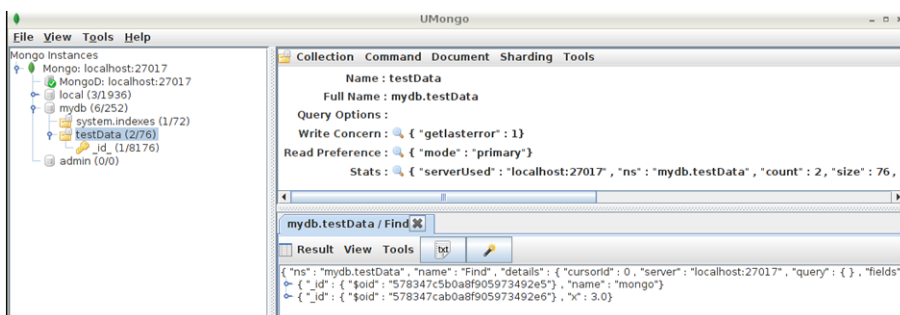 UMongo
File View Tools Help
Mongo Instances
Mongo: localhost:27017
MongoD: localhost:27017
local (3/1936)
mydb (6/252)
system.indexes (1/72)
testData (2/76)
_id_ (1/8176)
admin (0/0)
Collection Command Document Sharding Tools
Name : testData
Full Name : mydb.testData
Query Options :
Write Concern : { "getlasterror" : 1}
Read Preference : { "mode" : "primary"}
Stats : { "serverUsed" : "localhost:27017" , "ns" : "mydb.testData" , "count" : 2 , "size" : 76 ,
mydb.testData / Find
Result View Tools txt
{ "ns" : "mydb.testData" , "name" : "Find" , "details" : { "cursorId" : 0 , "server" : "localhost:27017" , "query" : { } , "fields"
{ "_id" : { "$oid" : "578347c5b0a8f905973492e5"} , "name" : "mongo"}
{ "_id" : { "$oid" : "578347cab0a8f905973492e6"} , "x" : 3.0}